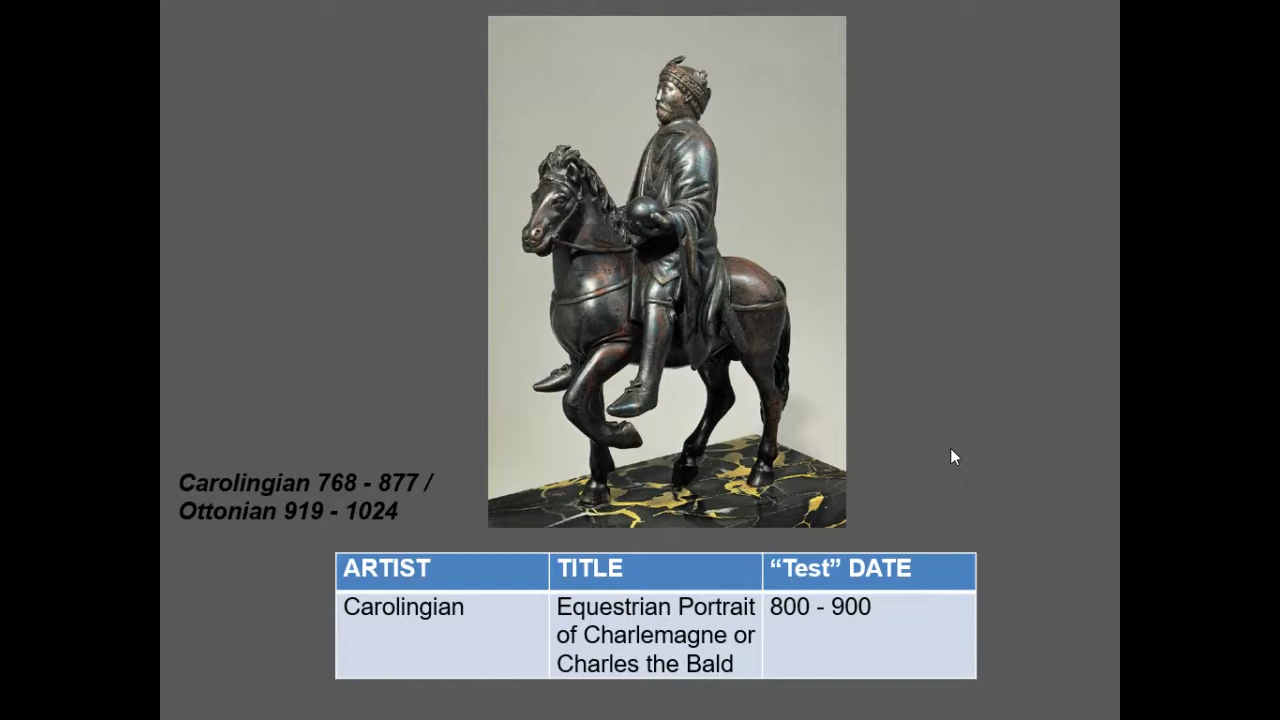 Carolingian 768 - 877 /
Ottonian 919 - 1024
ARTIST
TITLE
“Test” DATE
Carolingian
Equestrian Portrait
of Charlemagne or
Charles the Bald
800 - 900